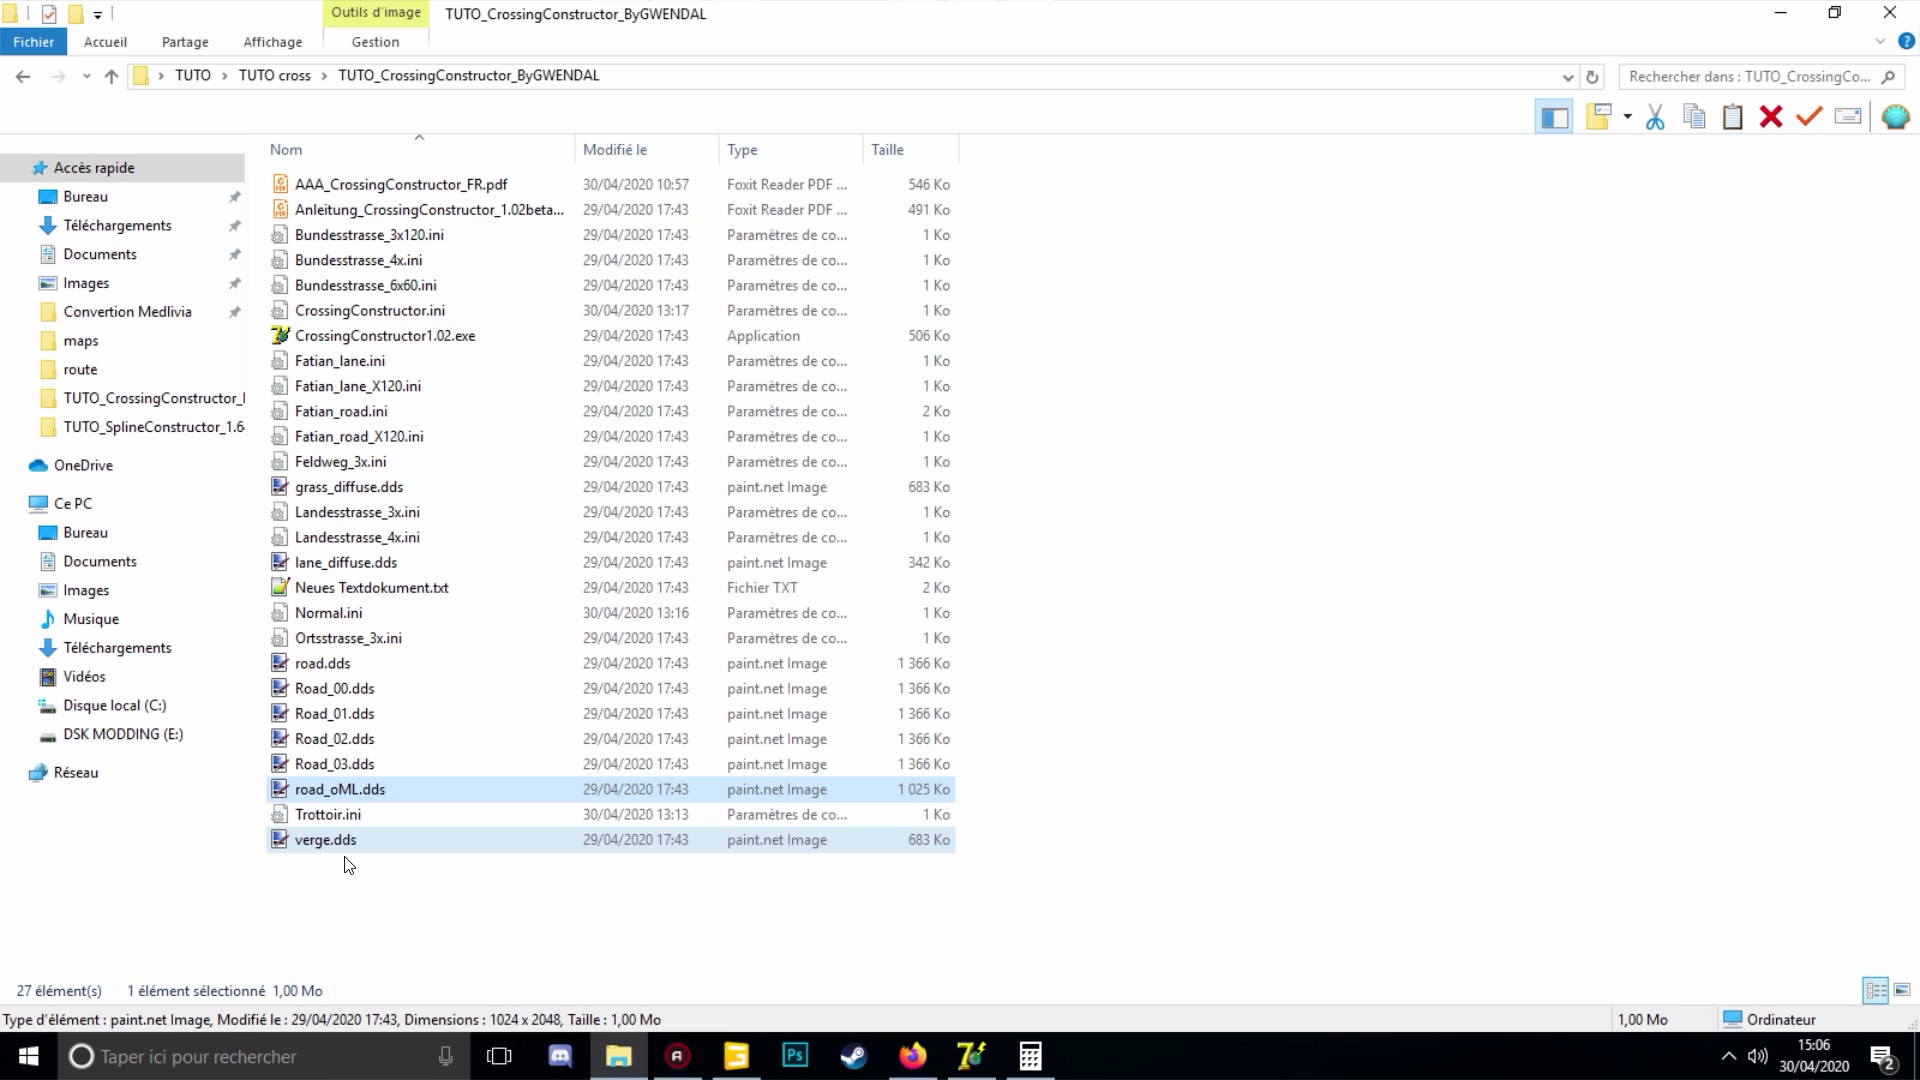 Outils d'image
TUTO_CrossingConstructor_ByGWENDAL
Fichier
Accueil
Partage
Affichage
Gestion
TUTO
TUTO cross
TUTO_CrossingConstructor_ByGWENDAL
Rechercher dans : TUTO_CrossingCo...
Nom
Modifié le
Type
Taille
Accès rapide
Bureau
Téléchargements
Documents
Images
Convertion Medlivia
maps
route
TUTO_CrossingConstructor_
TUTO_SplineConstructor_1.6
OneDrive
Ce PC
Bureau
Documents
Images
Musique
Téléchargements
Vidéos
Disque local (C:)
DSK MODDING (E:)
Réseau
AAA_CrossingConstructor_FR.pdf 30/04/2020 10:57 Foxit Reader PDF ... 546 Ko
Anleitung_CrossingConstructor_1.02beta... 29/04/2020 17:43 Foxit Reader PDF ... 491 Ko
Bundesstrasse_3x120.ini 29/04/2020 17:43 Paramètres de co... 1 Ko
Bundesstrasse_4x.ini 29/04/2020 17:43 Paramètres de co... 1 Ko
Bundesstrasse_6x60.ini 29/04/2020 17:43 Paramètres de co... 1 Ko
CrossingConstructor.ini 30/04/2020 13:17 Paramètres de co... 1 Ko
CrossingConstructor1.02.exe 29/04/2020 17:43 Application 506 Ko
Fatian_lane.ini 29/04/2020 17:43 Paramètres de co... 1 Ko
Fatian_lane_X120.ini 29/04/2020 17:43 Paramètres de co... 1 Ko
Fatian_road.ini 29/04/2020 17:43 Paramètres de co... 2 Ko
Fatian_road_X120.ini 29/04/2020 17:43 Paramètres de co... 1 Ko
Feldweg_3x.ini 29/04/2020 17:43 Paramètres de co... 1 Ko
grass_diffuse.dds 29/04/2020 17:43 paint.net Image 683 Ko
Landesstrasse_3x.ini 29/04/2020 17:43 Paramètres de co... 1 Ko
Landesstrasse_4x.ini 29/04/2020 17:43 Paramètres de co... 1 Ko
lane_diffuse.dds 29/04/2020 17:43 paint.net Image 342 Ko
Neues Textdokument.txt 29/04/2020 17:43 Fichier TXT 2 Ko
Normal.ini 30/04/2020 13:16 Paramètres de co... 1 Ko
Ortsstrasse_3x.ini 29/04/2020 17:43 Paramètres de co... 1 Ko
road.dds 29/04/2020 17:43 paint.net Image 1 366 Ko
Road_00.dds 29/04/2020 17:43 paint.net Image 1 366 Ko
Road_01.dds 29/04/2020 17:43 paint.net Image 1 366 Ko
Road_02.dds 29/04/2020 17:43 paint.net Image 1 366 Ko
Road_03.dds 29/04/2020 17:43 paint.net Image 1 366 Ko
road_oML.dds 29/04/2020 17:43 paint.net Image 1 025 Ko
Trottoir.ini 30/04/2020 13:13 Paramètres de co... 1 Ko
verge.dds 29/04/2020 17:43 paint.net Image 683 Ko
27 élément(s) 1 élément sélectionné 1,00 Mo
Type d'élément : paint.net Image, Modifié le : 29/04/2020 17:43, Dimensions : 1024 x 2048, Taille : 1,00 Mo
1,00 Mo
Ordinateur
Taper ici pour rechercher
Ps
15:06
30/04/2020
2